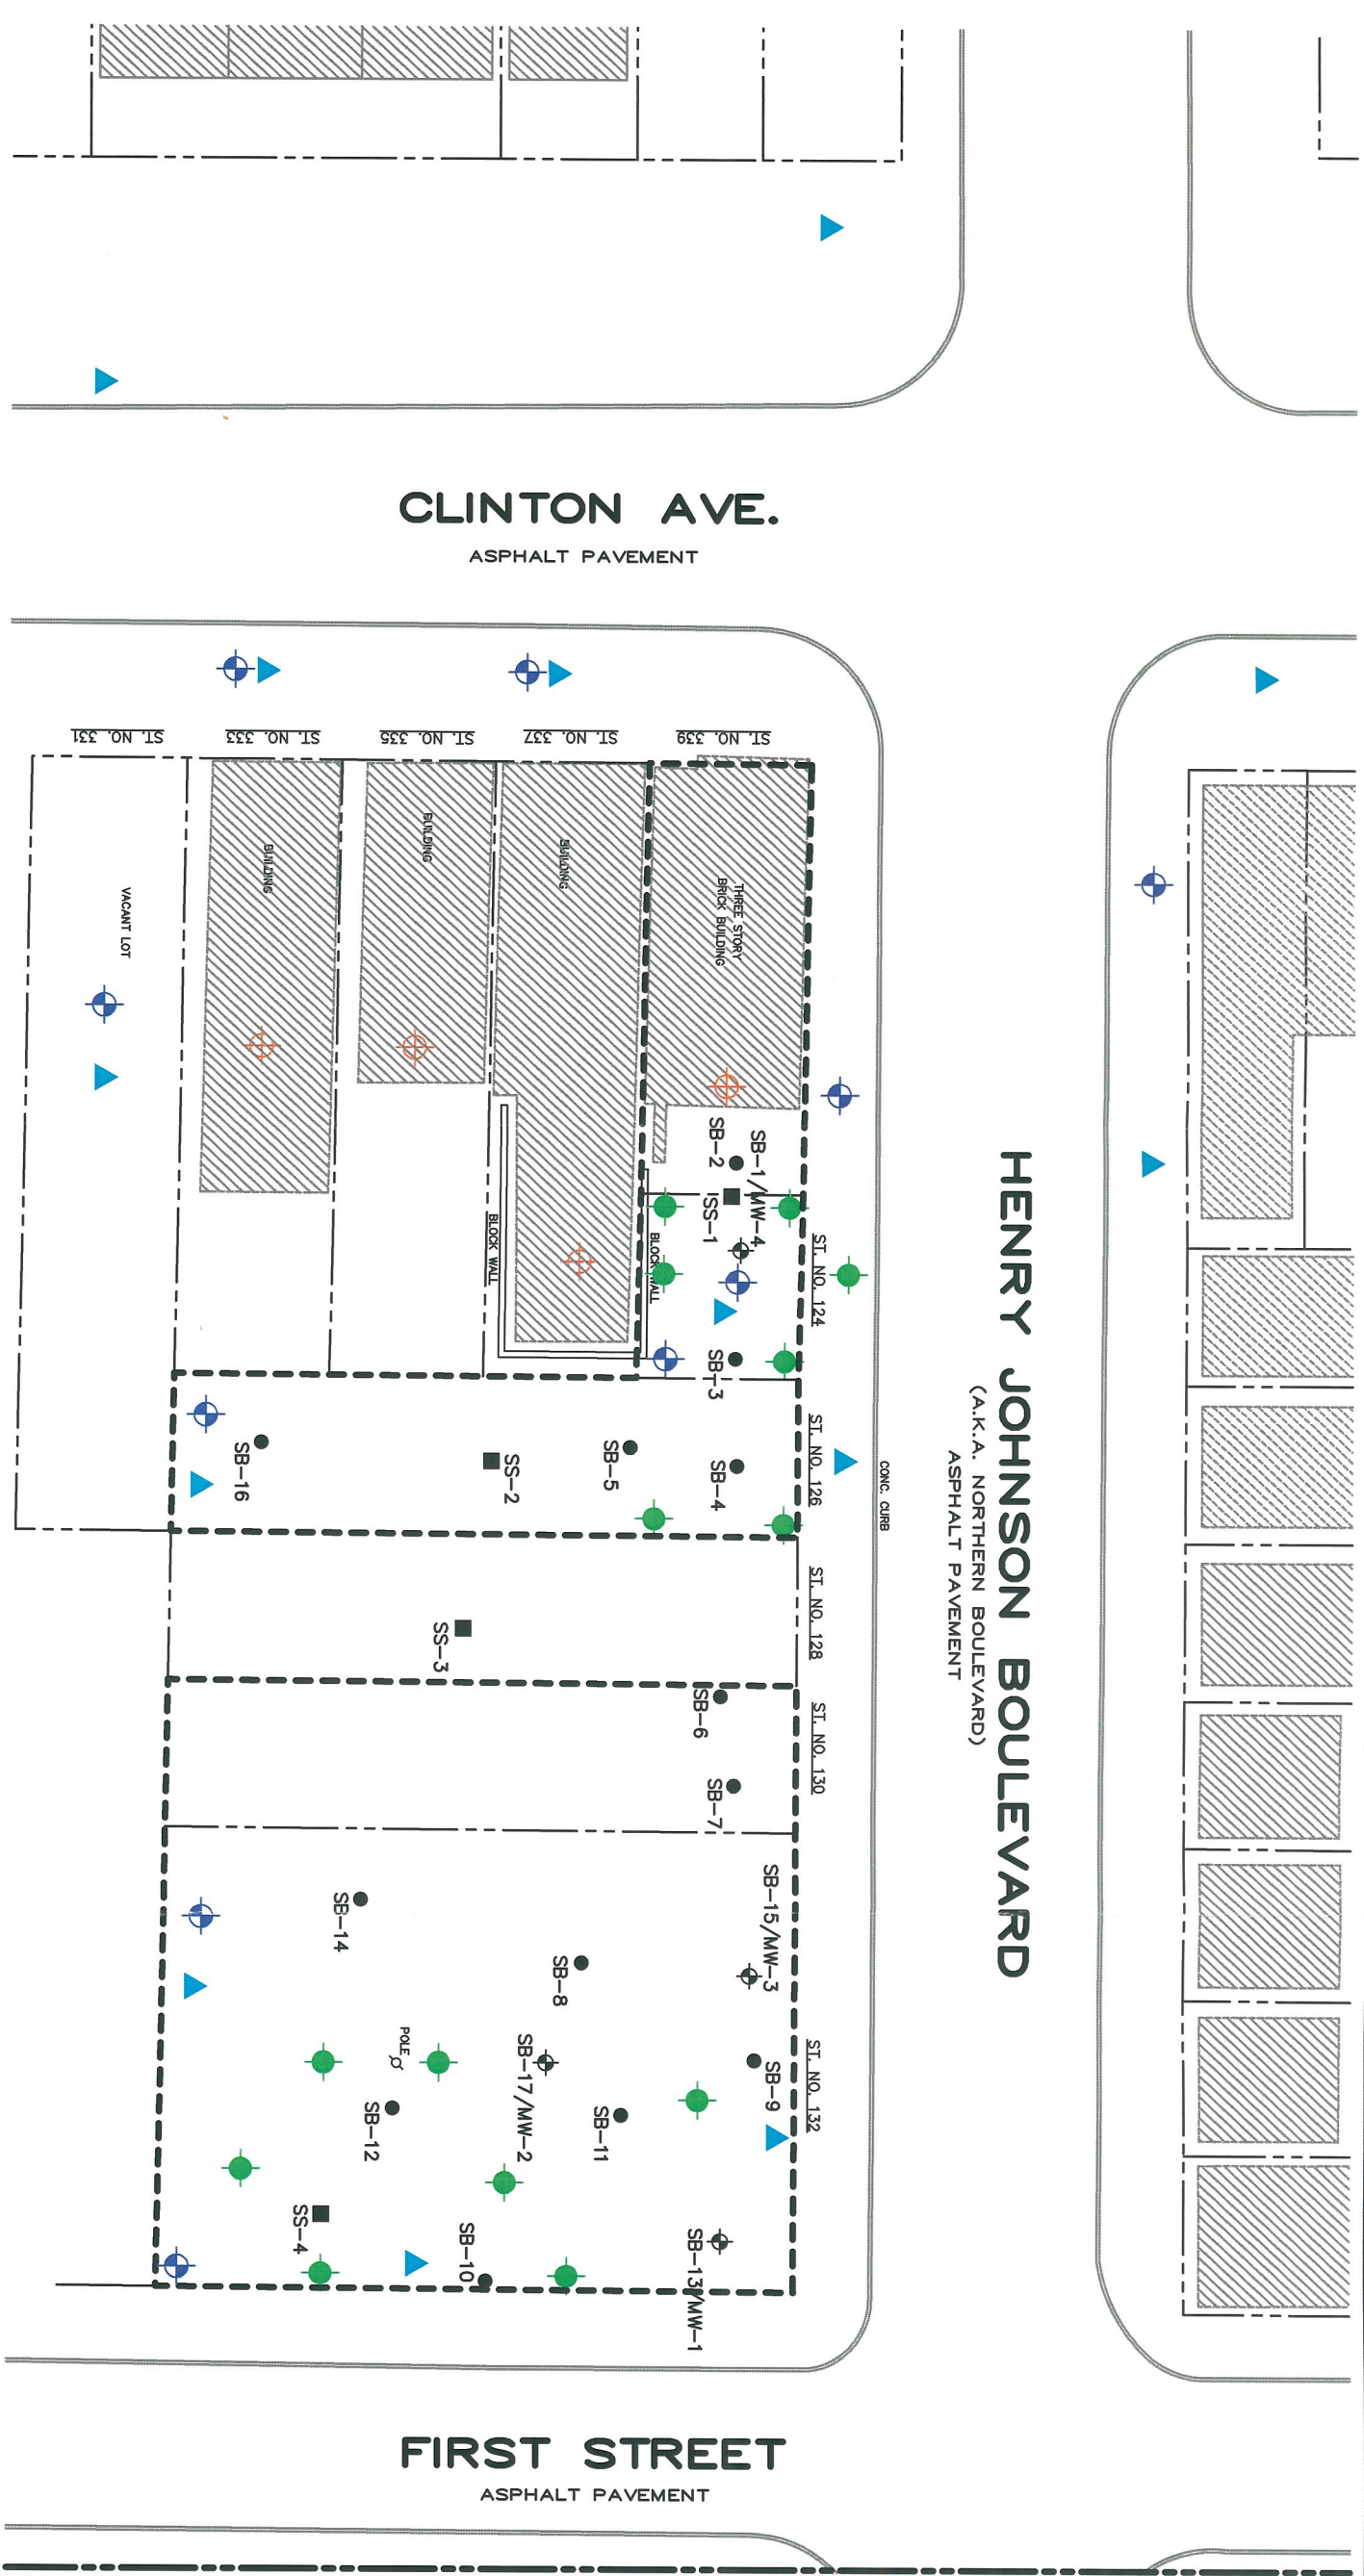 CLINTON AVE.
ASPHALT PAVEMENT
ST. NO. 331
ST. NO. 333
ST. NO. 335
ST. NO. 337
ST. NO. 339
BUILDING
BUILDING
BUILDING
THREE STORY
BRICK BUILDING
VACANT LOT
SB-2
SB-1/MW-4
SS-1
BLOCK WALL
BLOCK WALL
ST. NO. 124
SB-3
HENRY JOHNSON BOULEVARD
(A.K.A. NORTHERN BOULEVARD)
ASPHALT PAVEMENT
CONC. CURB
ST. NO. 126
SB-16
SS-2
SB-5
SB-4
ST. NO. 128
SS-3
ST. NO. 130
SB-6
SB-7
SB-14
SB-8
SB-15/MW-3
POLE
SB-17/MW-2
SB-9
ST. NO. 132
SB-12
SB-11
SS-4
SB-10
SB-13/MW-1
FIRST STREET
ASPHALT PAVEMENT